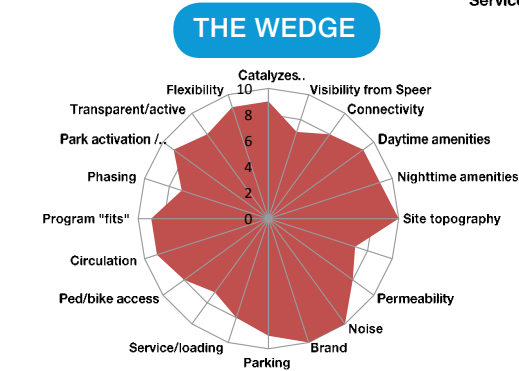 Service
THE WEDGE
Catalyzes..
Flexibility
10
Visibility from Speer
Transparent/active
8
Connectivity
Park activation /..
6
Daytime amenities
Phasing
4
Nighttime amenities
2
Program "fits"
0
Site topography
Circulation
Ped/bike access
Permeability
Noise
Service/loading
Brand
Parking